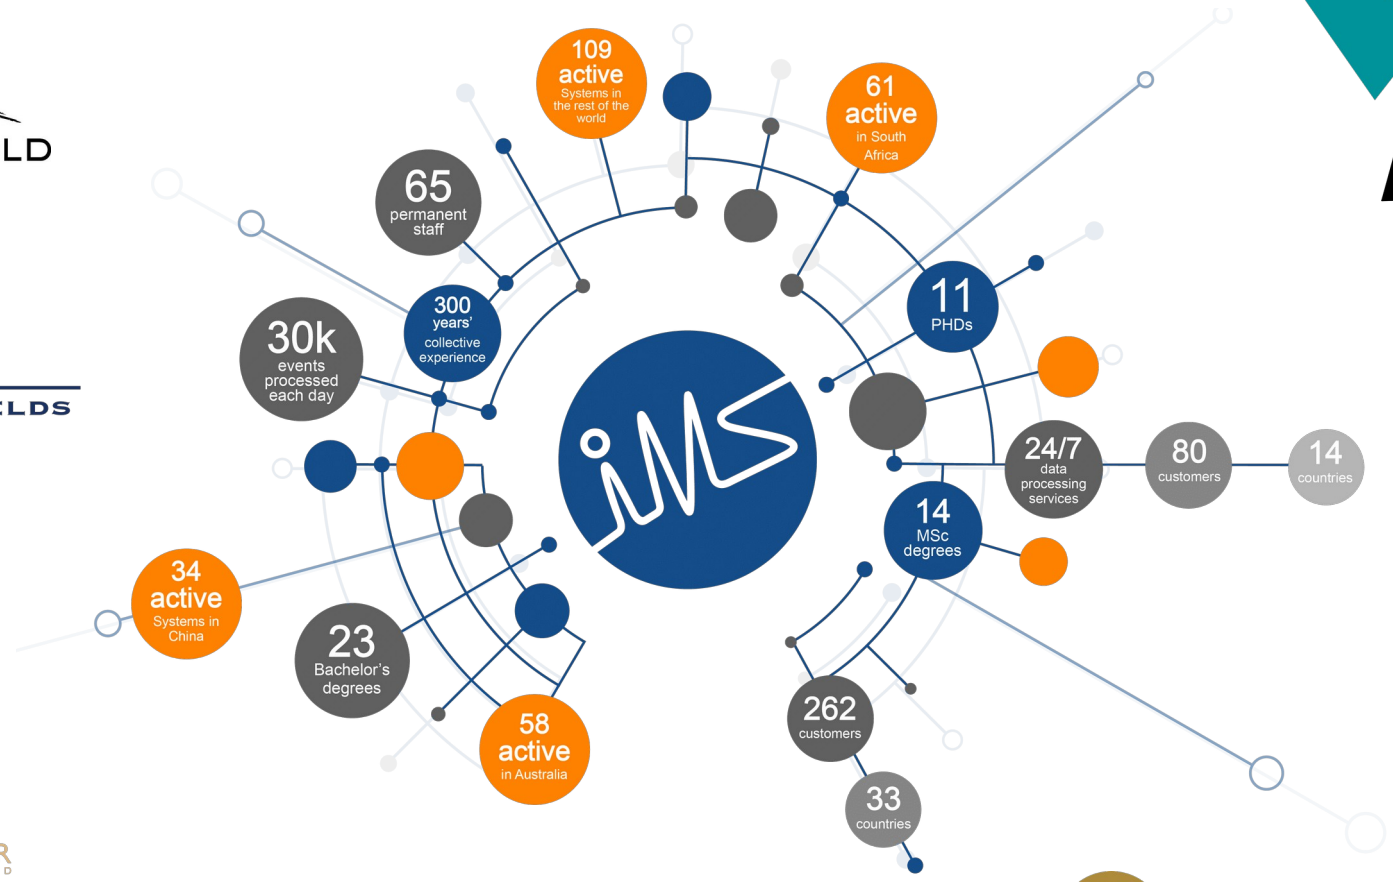 109
active
Systems in
the rest of the
world
61
active
in South
Africa
LD
65
permanent
staff
11
PHDs
300
years'
collective
experience
30k
events
processed
each day
ELDS
iMS
24/7
data
processing
services
80
customers
14
countries
14
MSc
degrees
34
active
Systems in
China
23
Bachelor's
degrees
58
active
in Australia
262
customers
33
countries
R
D